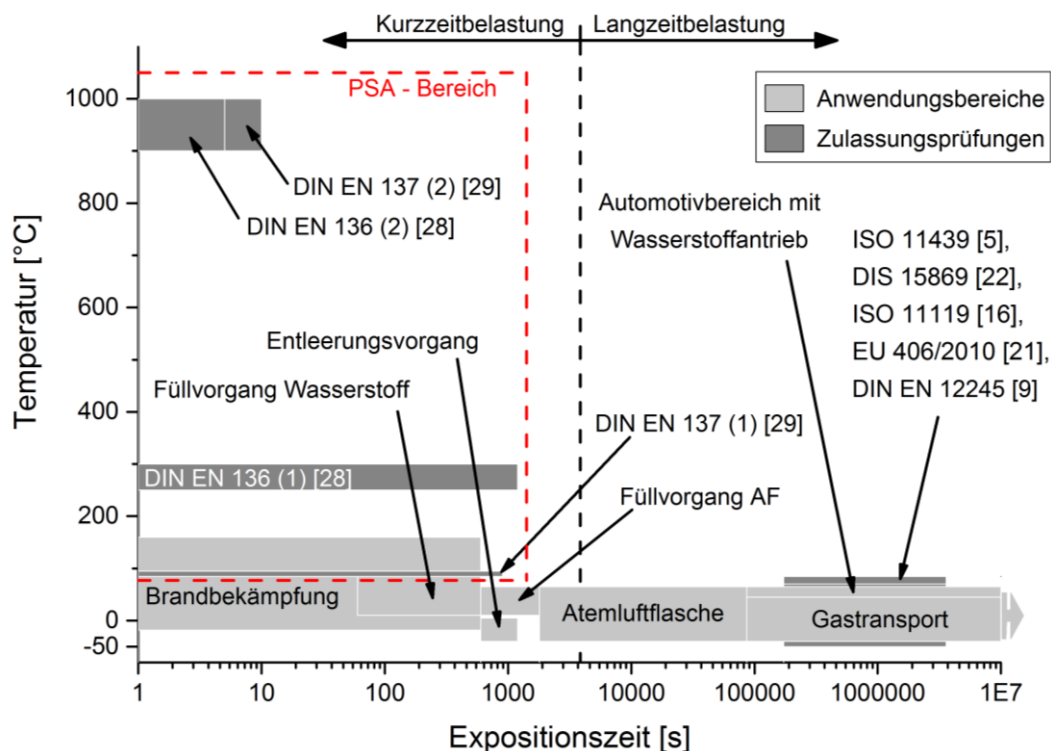 Kurzzeitbelastung Langzeitbelastung
PSA - Bereich
Anwendungsbereiche
Zulassungsprüfungen
DIN EN 137 (2) [29]
DIN EN 136 (2) [28]
Automotivbereich mit
Wasserstoffantrieb
ISO 11439 [5],
DIS 15869 [22],
ISO 11119 [16],
EU 406/2010 [21],
DIN EN 12245 [9]
Entleerungsvorgang
Füllvorgang Wasserstoff
DIN EN 137 (1) [29]
DIN EN 136 (1) [28]
Füllvorgang AF
Brandbekämpfung
Atemluftflasche
Gastransport
Temperatur [°C]
1000
800
600
400
200
0
-50
1 10 100 1000 10000 100000 1000000 1E7
Expositionszeit [s]